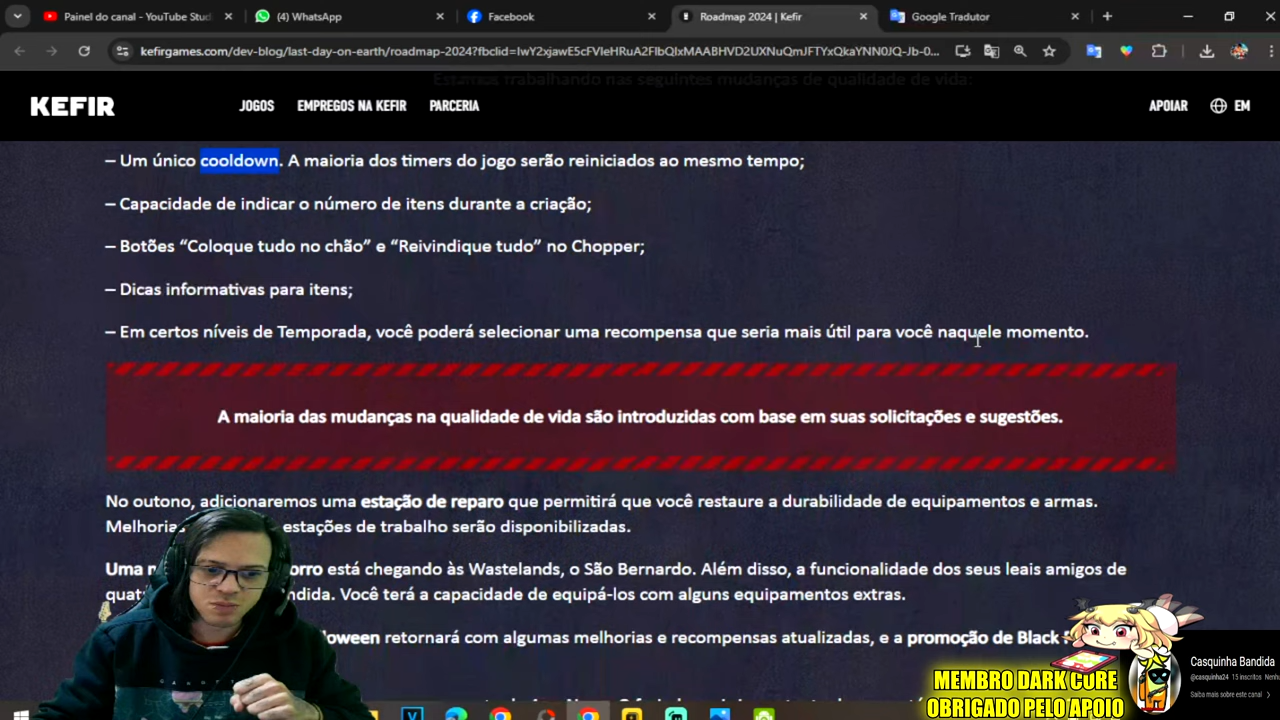 Painel do canal - YouTube Stud
(4) WhatsApp
Facebook
Roadmap 2024 | Kefir
Google Tradutor
kefirgames.com/dev-blog/last-day-on-earth/roadmap-2024?fbclid=IwY2xjawE5cFVleHRuA2FlbQIxMAABHVD2UXNuQmJFTYxQkaYNN0JQ-Jb-0...
Estamos trabalhando nas seguintes mudanças de qualidade de vida:
KEFIR
JOGOS
EMPREGOS NA KEFIR
PARCERIA
APOIAR
EM
– Um único cooldown. A maioria dos timers do jogo serão reiniciados ao mesmo tempo;
– Capacidade de indicar o número de itens durante a criação;
– Botões “Coloque tudo no chão” e “Reivindique tudo” no Chopper;
– Dicas informativas para itens;
– Em certos níveis de Temporada, você poderá selecionar uma recompensa que seria mais útil para você naquele momento.
A maioria das mudanças na qualidade de vida são introduzidas com base em suas solicitações e sugestões.
No outono, adicionaremos uma estação de reparo que permitirá que você restaure a durabilidade de equipamentos e armas.
Melhorias estações de trabalho serão disponibilizadas.
Uma está chegando às Wastelands, o São Bernardo. Além disso, a funcionalidade dos seus leais amigos de
Você terá a capacidade de equipá-los com alguns equipamentos extras.
loween retornará com algumas melhorias e recompensas atualizadas, e a promoção de Black
MEMBRO DARK CORE
OBRIGADO PELO APOIO
Casquinha Bandida
@casquinha24 15 inscritos Nenhu
Saiba mais sobre este canal